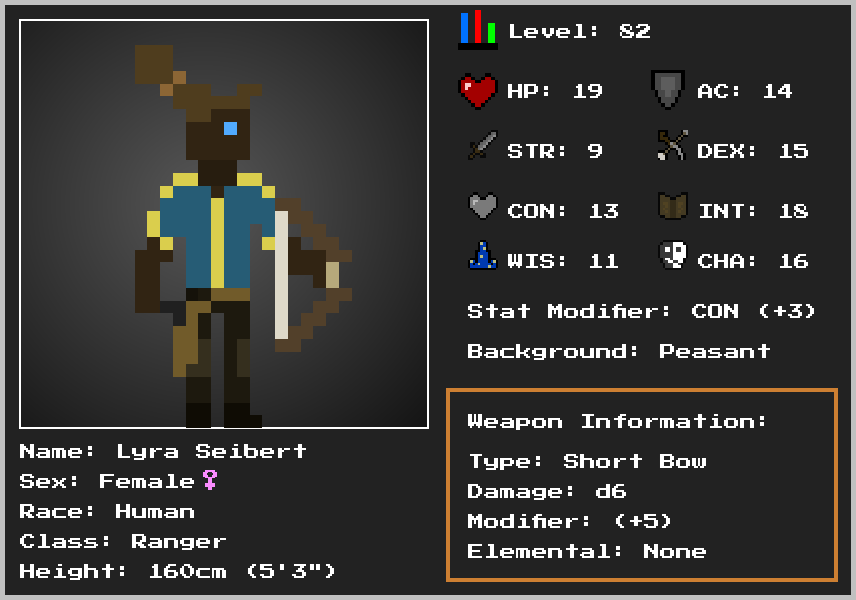 Level: 82
HP: 19 AC: 14
STR: 9 DEX: 15
CON: 13 INT: 18
WIS: 11 CHA: 16
Stat Modifier: CON (+3)
Background: Peasant
Weapon Information:
Type: Short Bow
Damage: d6
Modifier: (+5)
Elemental: None
Name: Lyra Seibert
Sex: Female♀
Race: Human
Class: Ranger
Height: 160cm (5'3")